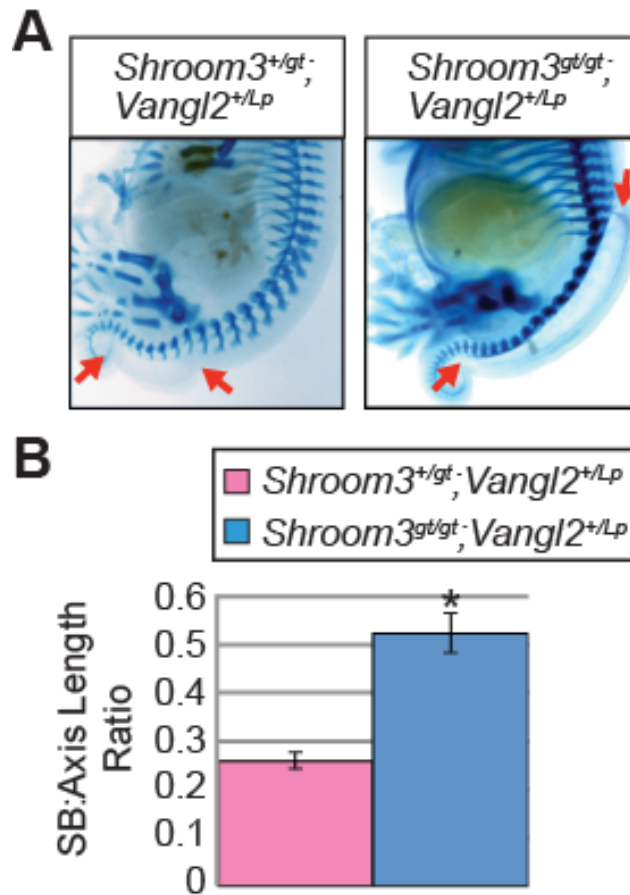 A
Shroom3+/gt-;
Vangl2+/Lp
Shroom3gt/gt-;
Vangl2+/Lp
B
Shroom3+/gt-;Vangl2+/Lp
Shroom3gt/gt-;Vangl2+/Lp
SB:Axis Length
Ratio
0.6
0.5
0.4
0.3
0.2
0.1
0
*